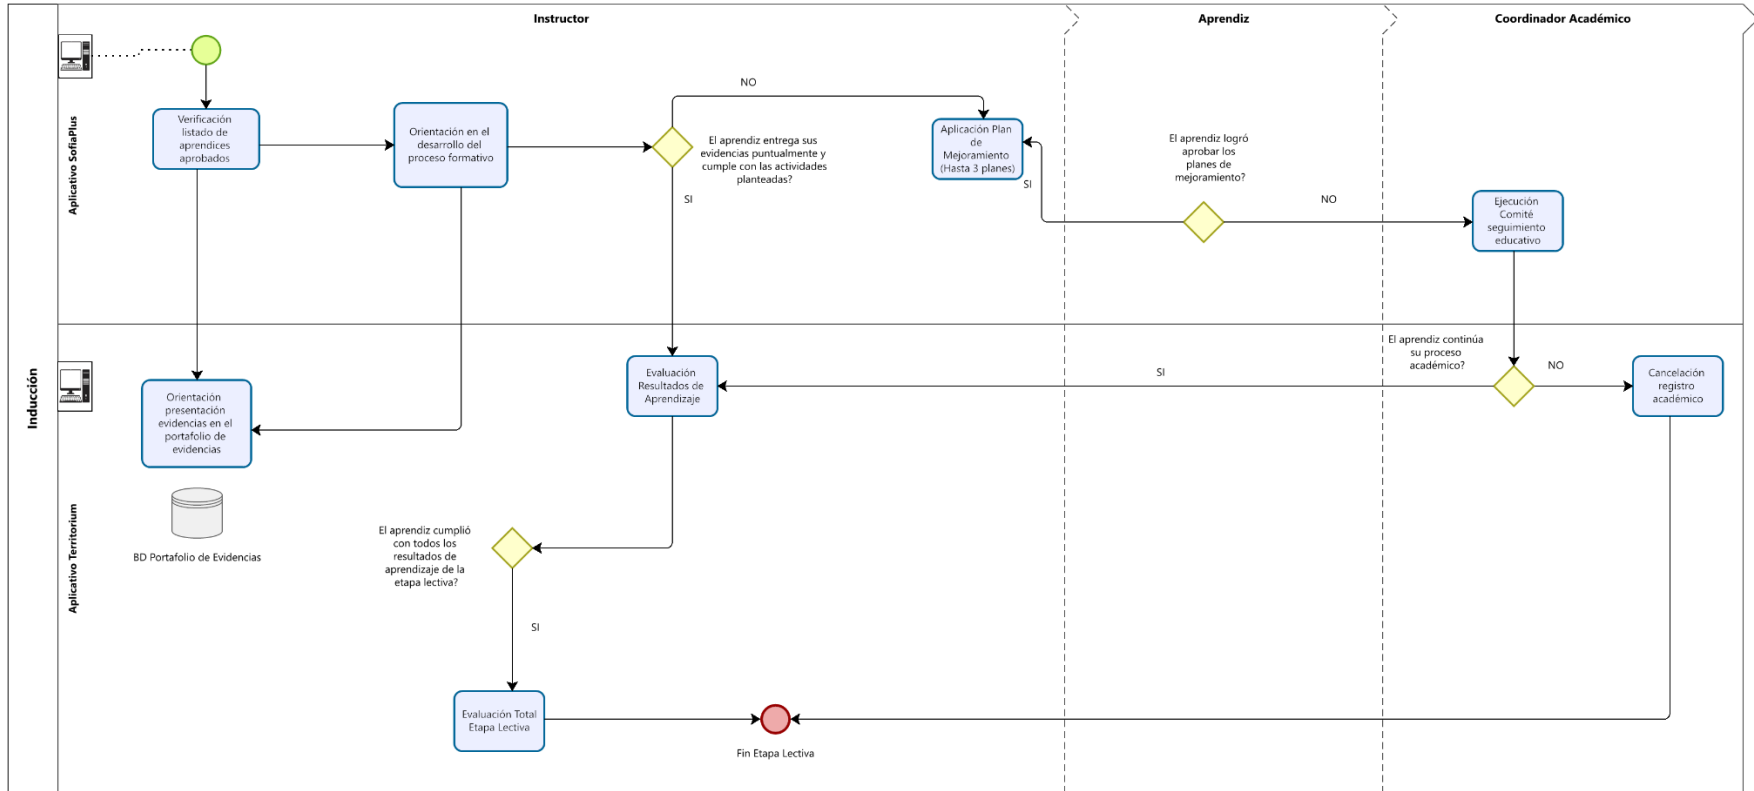 Instructor
Aprendiz
Coordinador Académico
Inducción
Aplicativo SofiaPlus
Verificación
listado de
aprendices
aprobados
Orientación en el
desarrollo del
proceso formativo
NO
El aprendiz entrega sus
evidencias puntualmente y
cumple con las actividades
planteadas?
SI
Aplicación Plan
de
Mejoramiento
(Hasta 3 planes)
SI
El aprendiz logró
aprobar los
planes de
mejoramiento?
NO
Ejecución
Comité
seguimiento
educativo
Aplicativo Territorium
Orientación
presentación
evidencias en el
portafolio de
evidencias
BD Portafolio de Evidencias
Evaluación
Resultados de
Aprendizaje
SI
El aprendiz continúa
su proceso
académico?
NO
Cancelación
registro
académico
El aprendiz cumplió
con todos los
resultados de
aprendizaje de la
etapa lectiva?
SI
Evaluación Total
Etapa Lectiva
Fin Etapa Lectiva